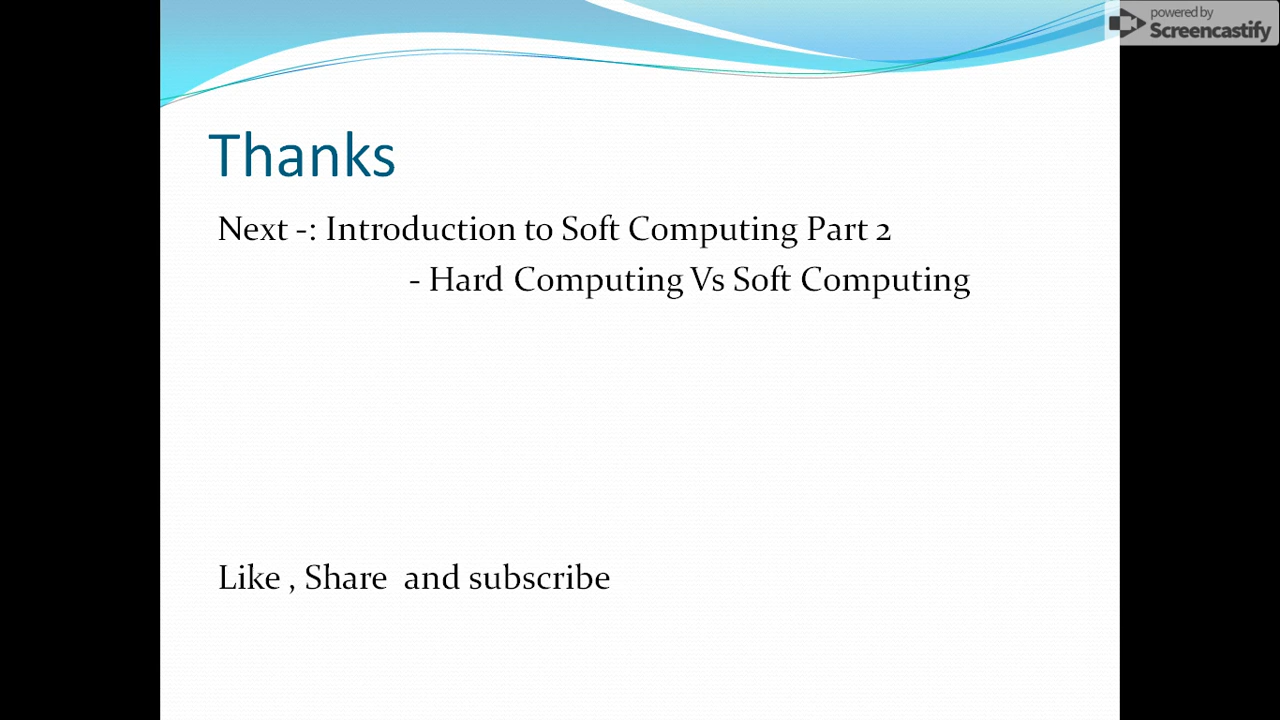 powered by
Screencastify
Thanks
Next -: Introduction to Soft Computing Part 2
- Hard Computing Vs Soft Computing
Like , Share  and subscribe